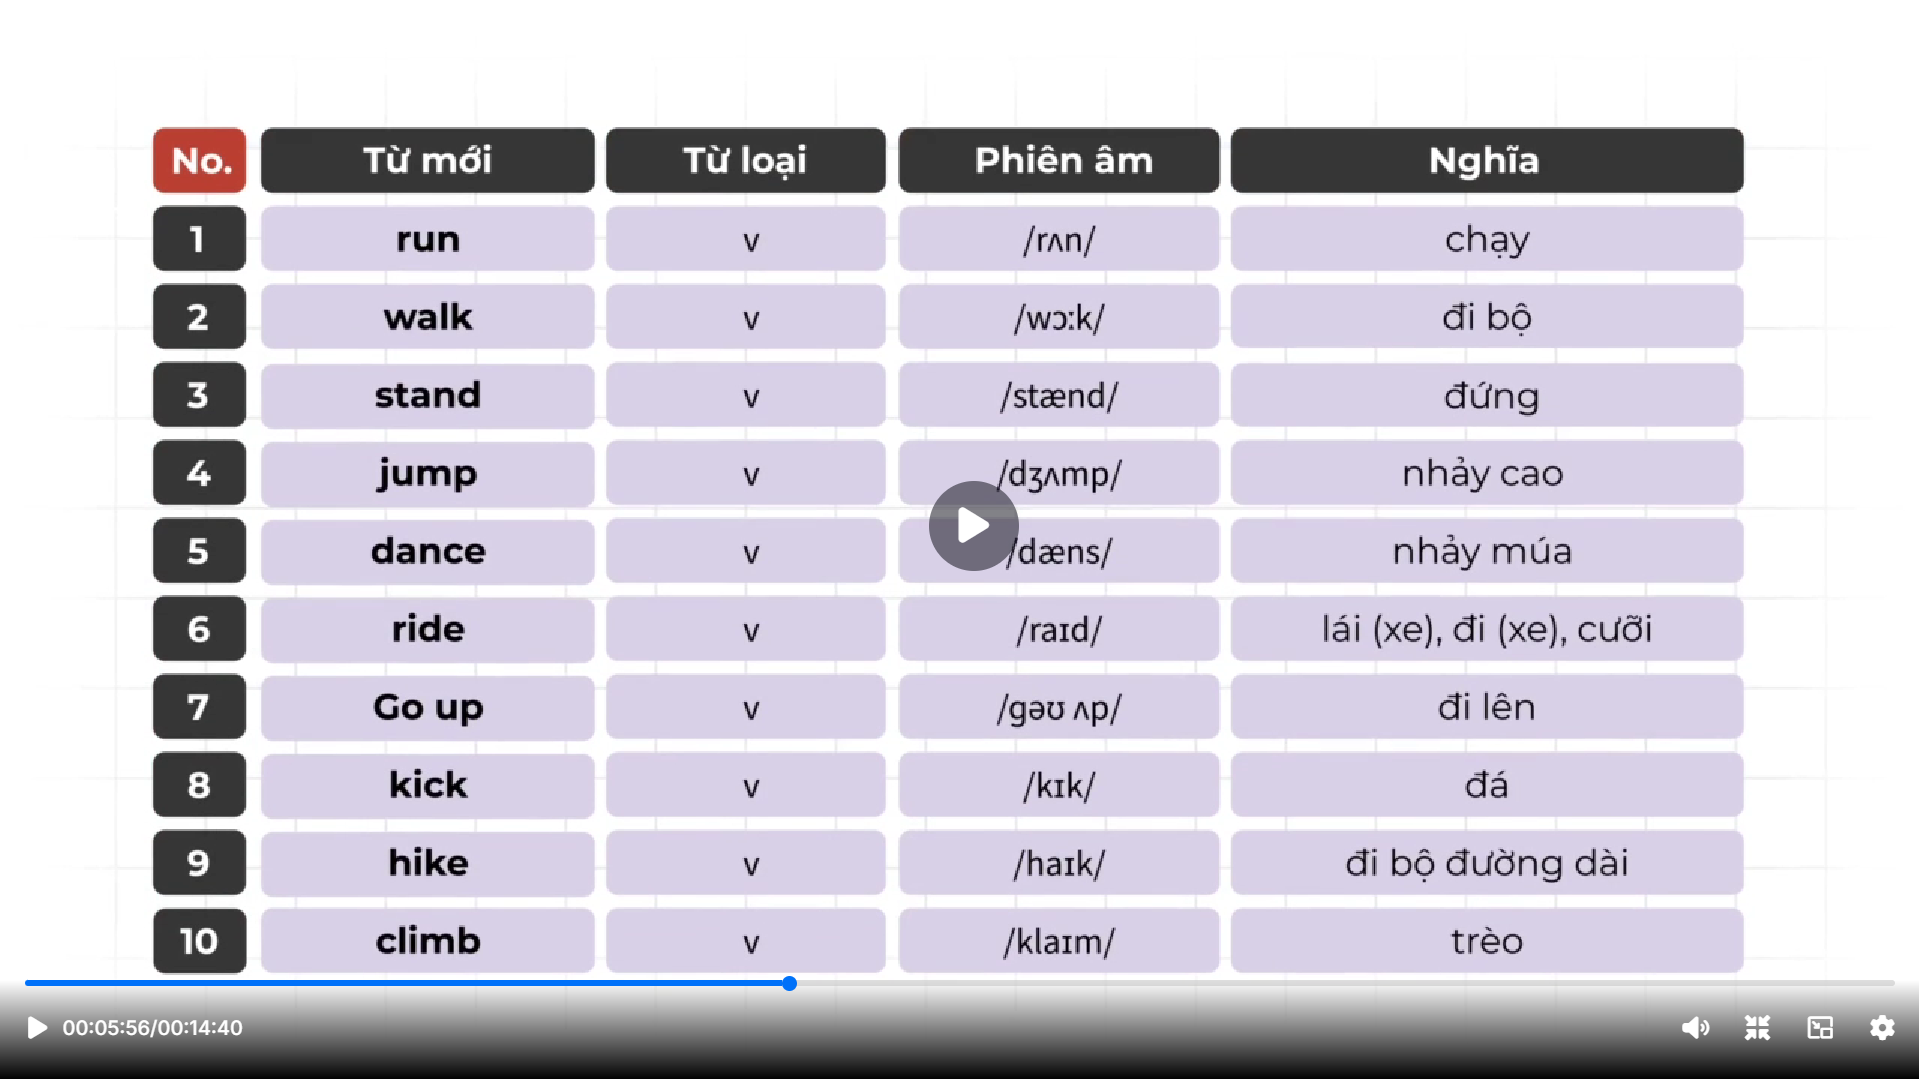 No. Từ mới Từ loại Phiên âm Nghĩa
1 run v /rʌn/ chạy
2 walk v /wɔːk/ đi bộ
3 stand v /stænd/ đứng
4 jump v /dʒʌmp/ nhảy cao
5 dance v /dæns/ nhảy múa
6 ride v /raɪd/ lái (xe), đi (xe), cưỡi
7 Go up v /gəʊ ʌp/ đi lên
8 kick v /kɪk/ đá
9 hike v /haɪk/ đi bộ đường dài
10 climb v /klaɪm/ trèo
00:05:56/00:14:40